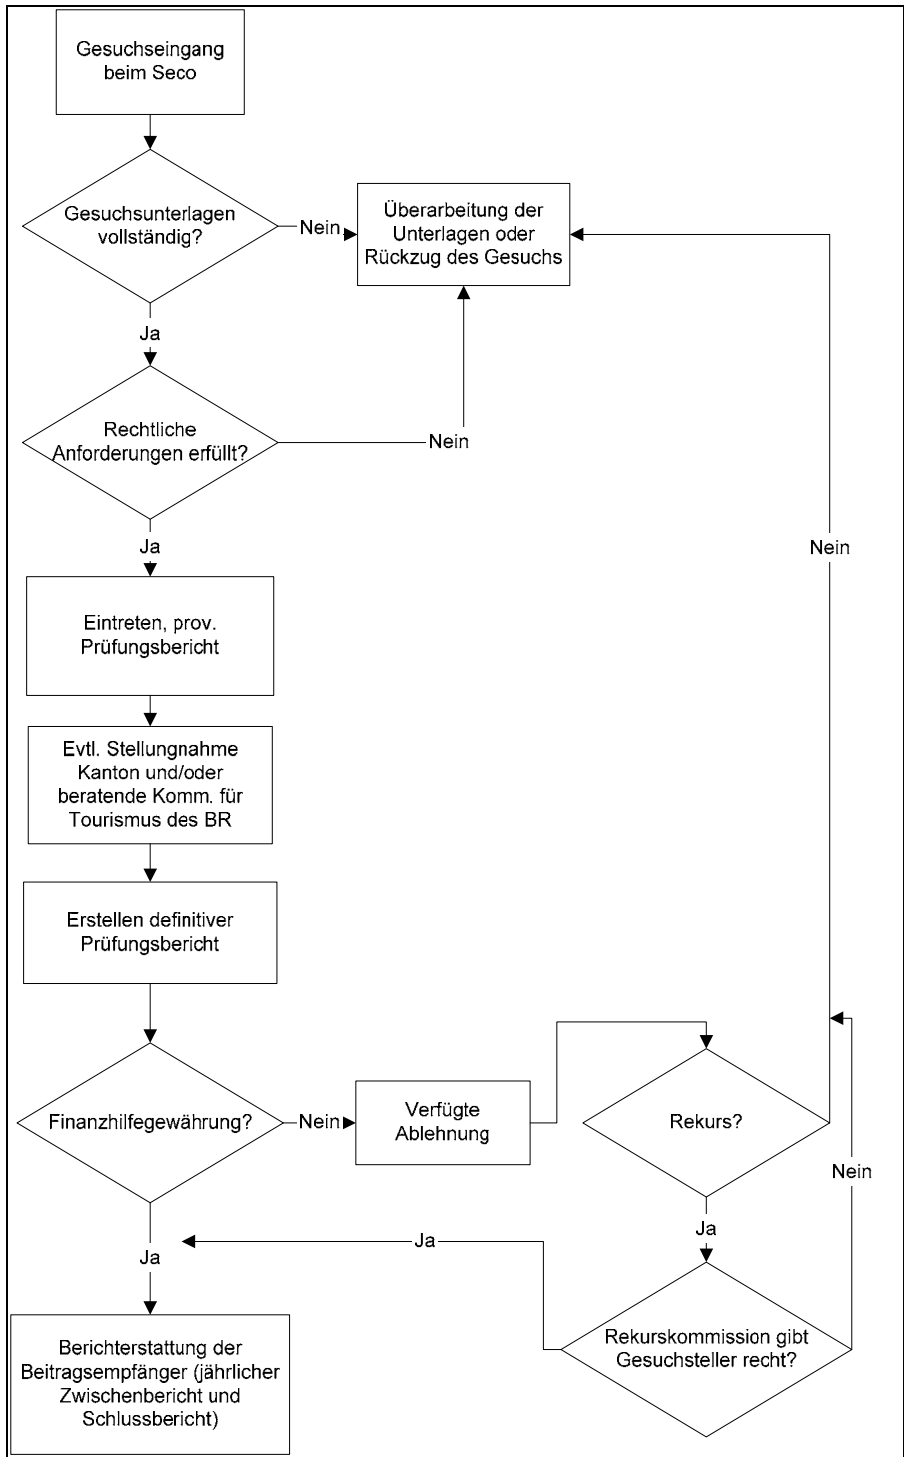 Gesuchseingang
beim Seco
Gesuchsunterlagen
vollständig?
Nein
Überarbeitung der
Unterlagen oder
Rückzug des Gesuchs
Ja
Rechtliche
Anforderungen erfüllt?
Nein
Ja
Nein
Eintreten, prov.
Prüfungsbericht
Evtl. Stellungnahme
Kanton und/oder
beratende Komm. für
Tourismus des BR
Erstellen definitiver
Prüfungsbericht
Finanzhilfegewährung?
Nein
Verfügte
Ablehnung
Rekurs?
Nein
Ja
Ja
Ja
Rekurskommission gibt
Gesuchsteller recht?
Berichterstattung der
Beitragsempfänger (jährlicher
Zwischenbericht und
Schlussbericht)